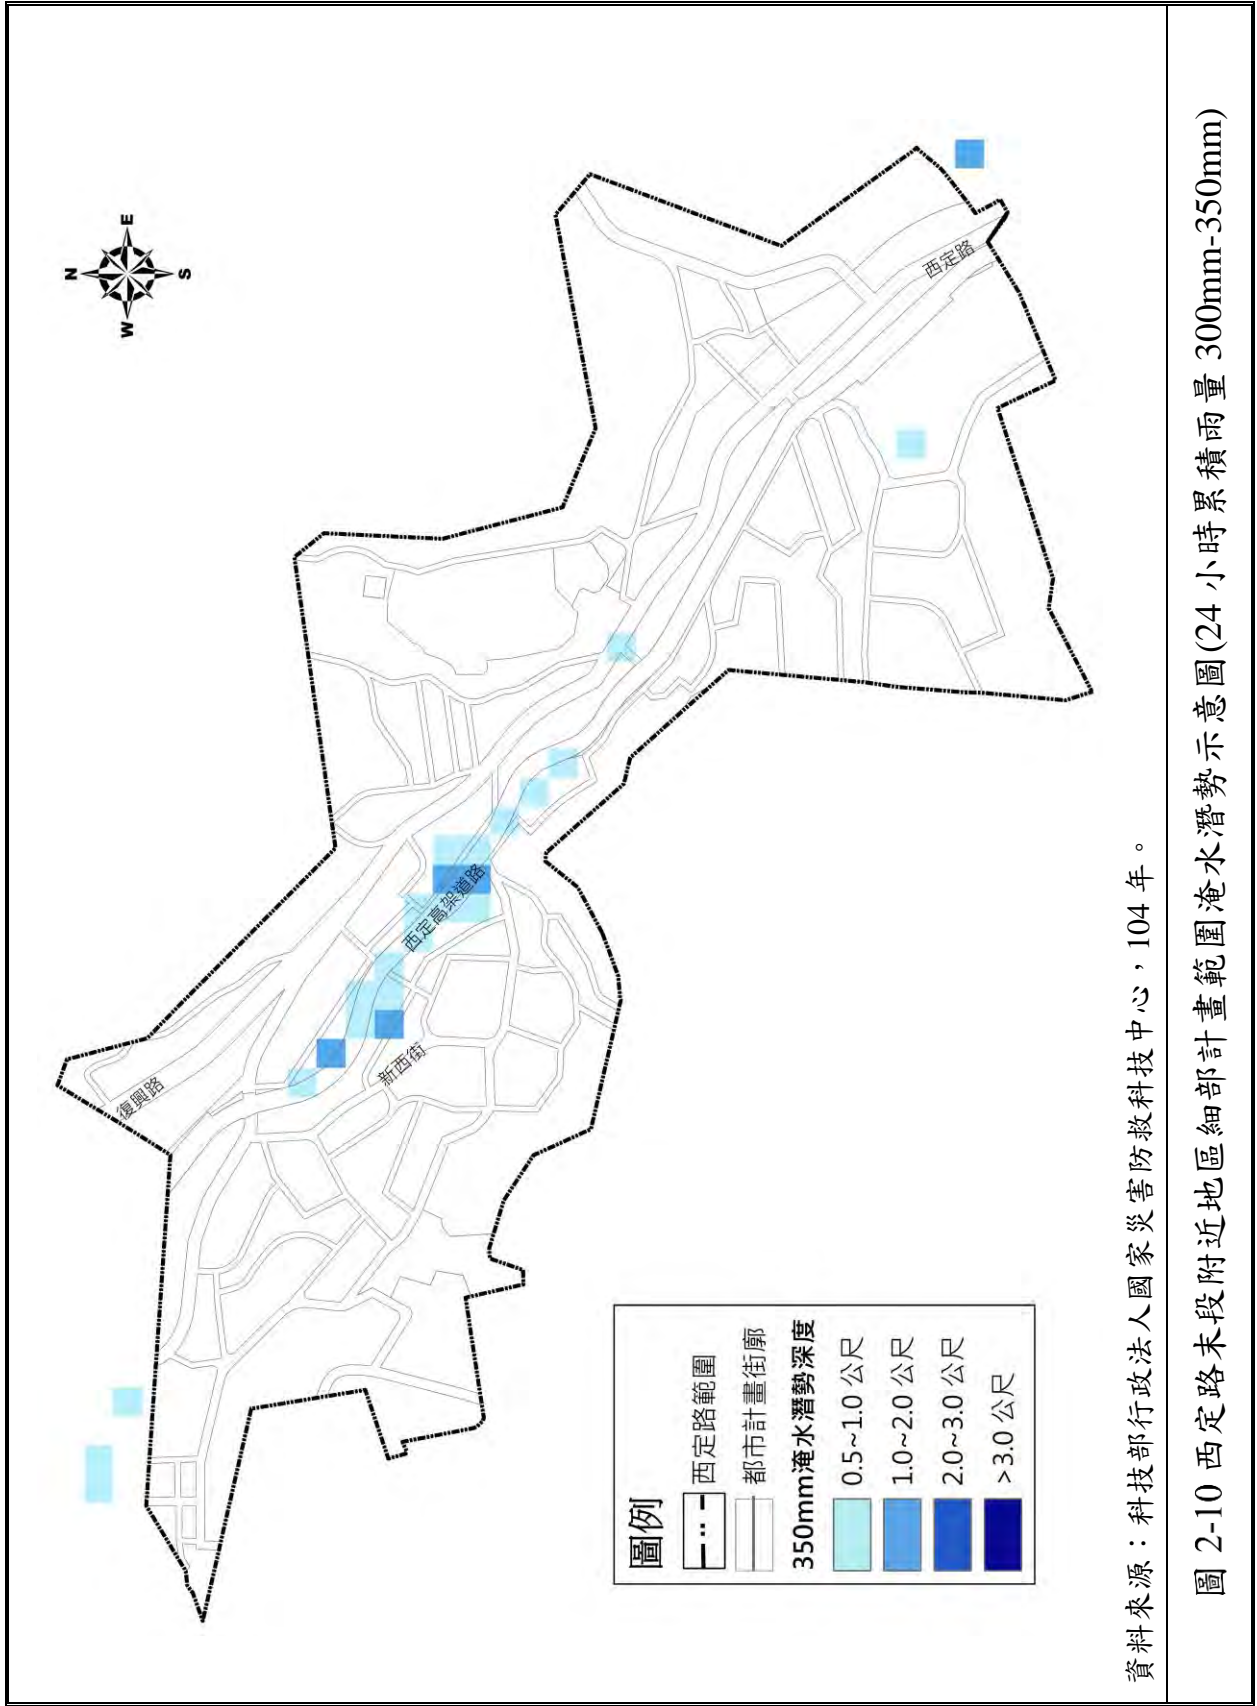 N
W
E
S
復興路
新西街
西定高架道路
西定路
圖例
西定路範圍
都市計畫街廓
350mm淹水潛勢深度
0.5~1.0 公尺
1.0~2.0 公尺
2.0~3.0 公尺
>3.0 公尺
資料來源：科技部行政法人國家災害防救科技中心，104 年。
圖 2-10 西定路末段附近地區細部計畫範圍淹水潛勢示意圖(24 小時累積雨量 300mm-350mm)